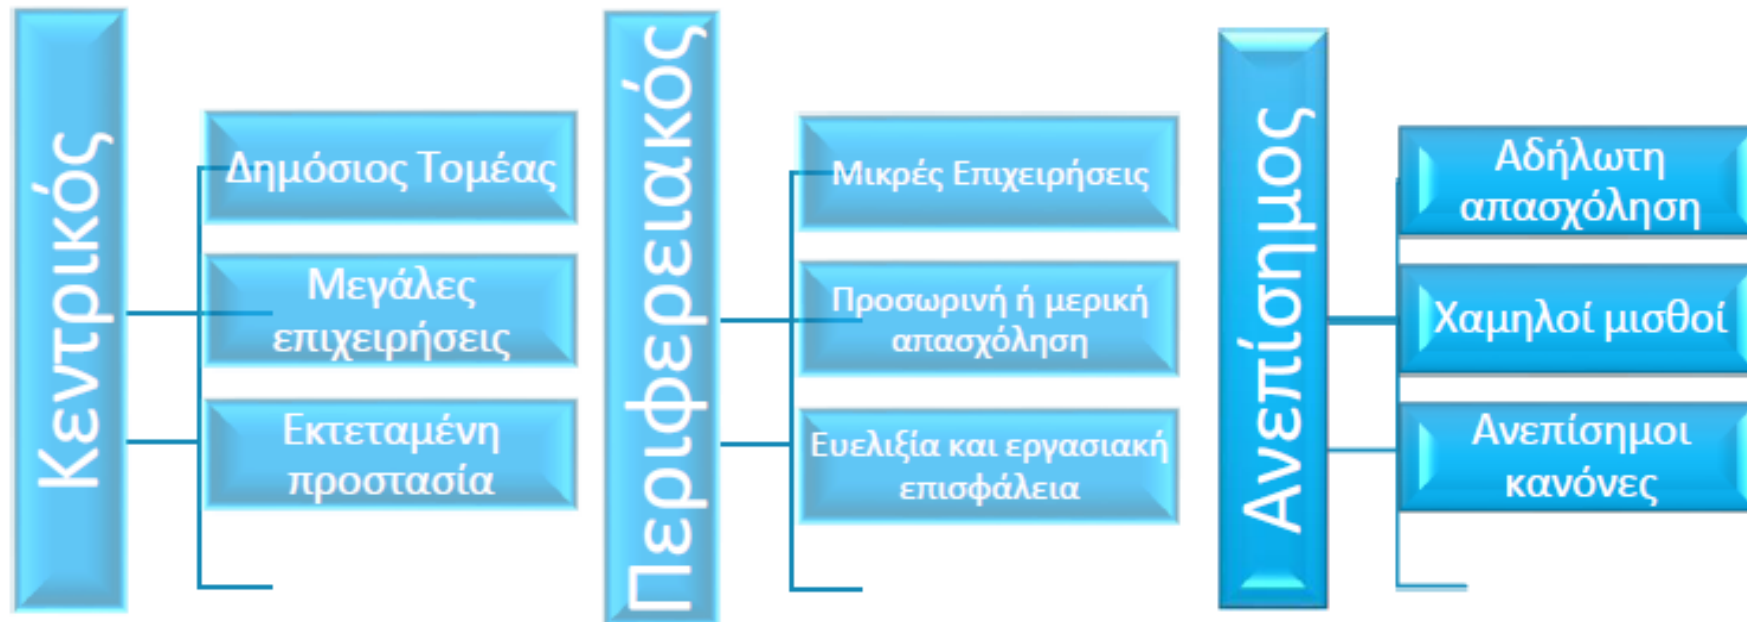 Κεντρικός
Δημόσιος Τομέας
Μεγάλες
επιχειρήσεις
Εκτεταμένη
προστασία
Περιφερειακός
Μικρές Επιχειρήσεις
Προσωρινή ή μερική
απασχόληση
Ευελιξία και εργασιακή
επισφάλεια
Ανεπίσημος
Αδήλωτη
απασχόληση
Χαμηλοί μισθοί
Ανεπίσημοι
κανόνες